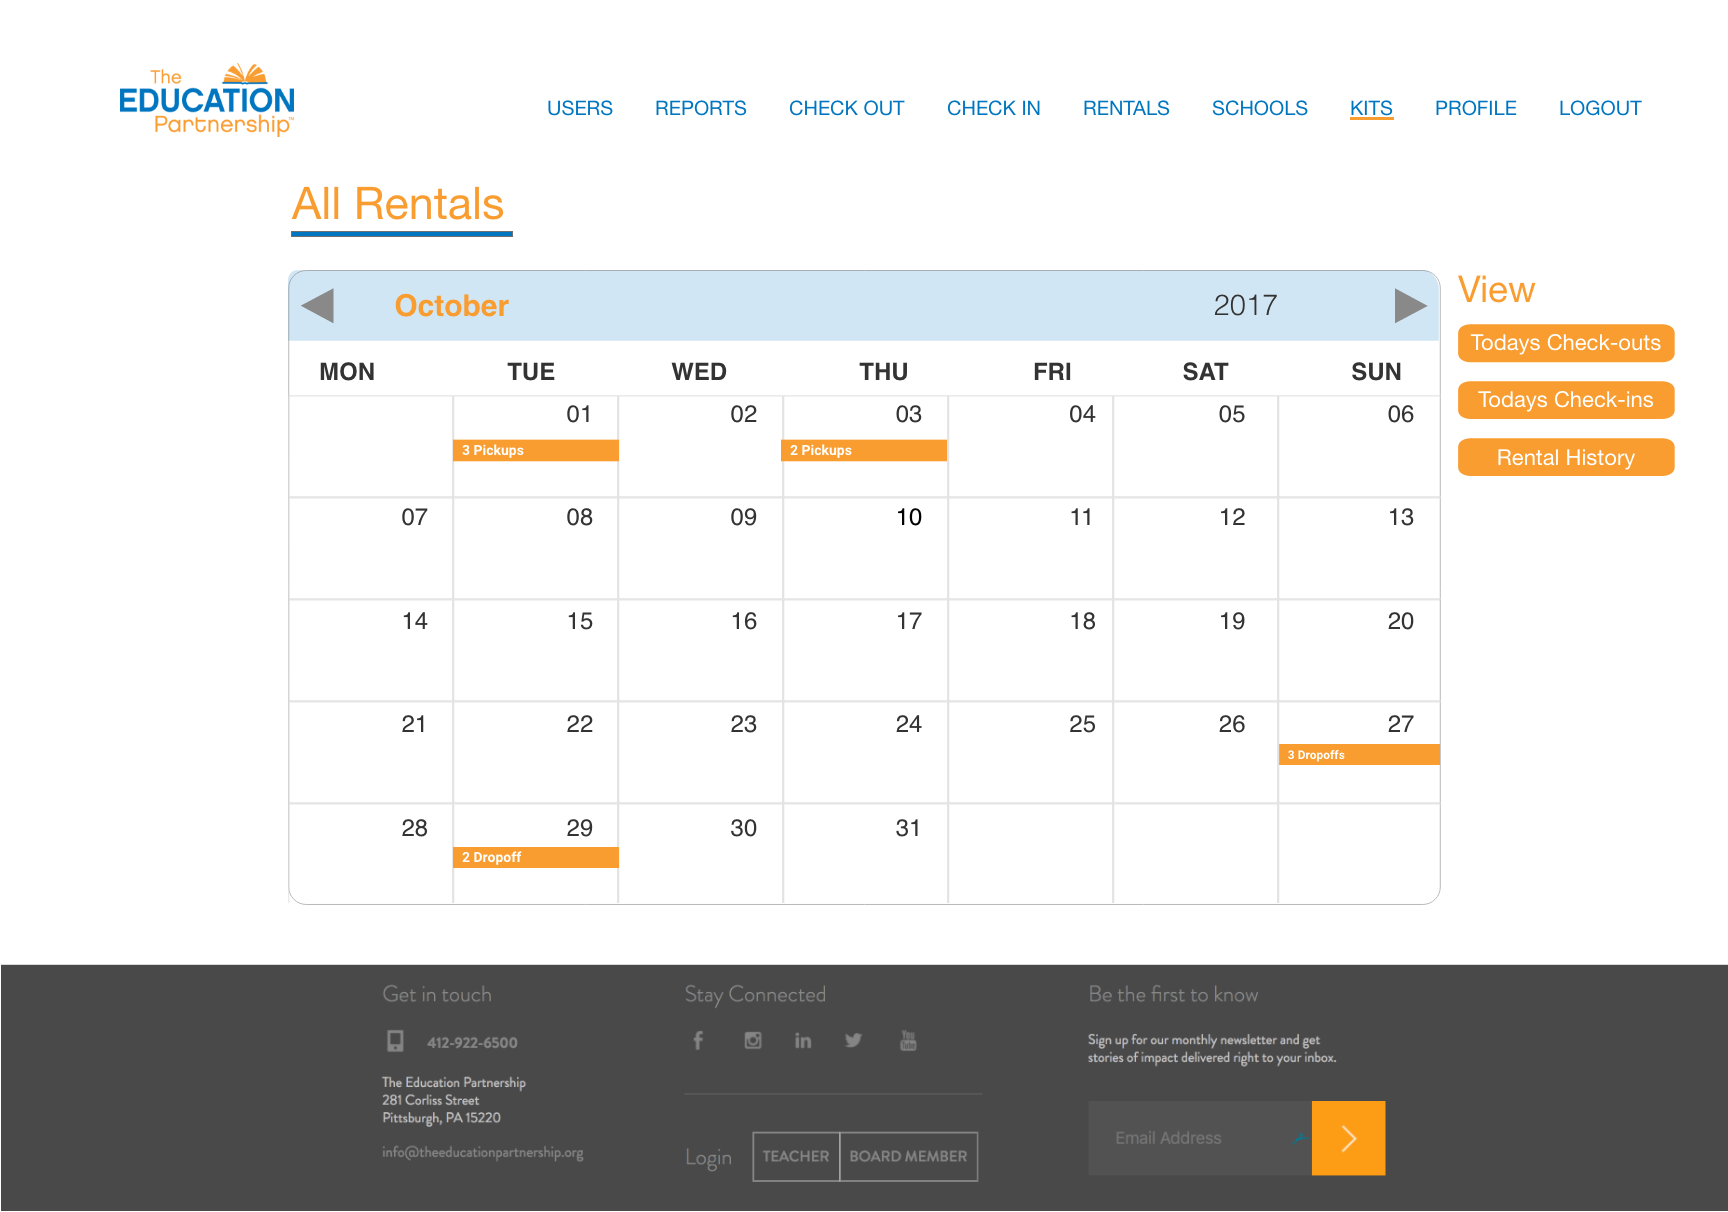 The
EDUCATION
Partnership™
USERS REPORTS CHECK OUT CHECK IN RENTALS SCHOOLS KITS PROFILE LOGOUT
All Rentals
October 2017
MON TUE WED THU FRI SAT SUN
01 02 03 04 05 06
3 Pickups 2 Pickups
07 08 09 10 11 12 13
14 15 16 17 18 19 20
21 22 23 24 25 26 27
3 Dropoffs
28 29 30 31
2 Dropoff
View
Todays Check-outs
Todays Check-ins
Rental History
Get in touch
412-922-6500
The Education Partnership
281 Corliss Street
Pittsburgh, PA 15220
info@theeducationpartnership.org
Stay Connected
You
Tube
Login TEACHER BOARD MEMBER
Be the first to know
Sign up for our monthly newsletter and get
stories of impact delivered right to your inbox.
Email Address